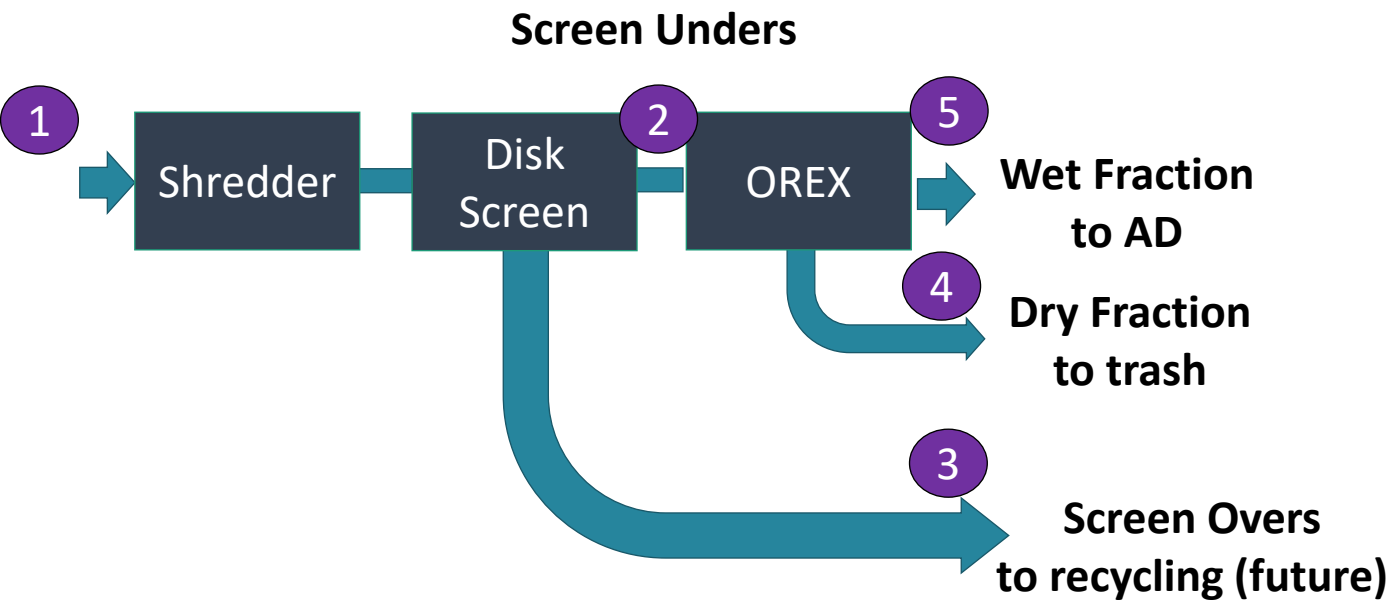 Screen Unders
1
Shredder
Disk
Screen
2
OREX
5
Wet Fraction
to AD
4
Dry Fraction
to trash
3
Screen Overs
to recycling (future)